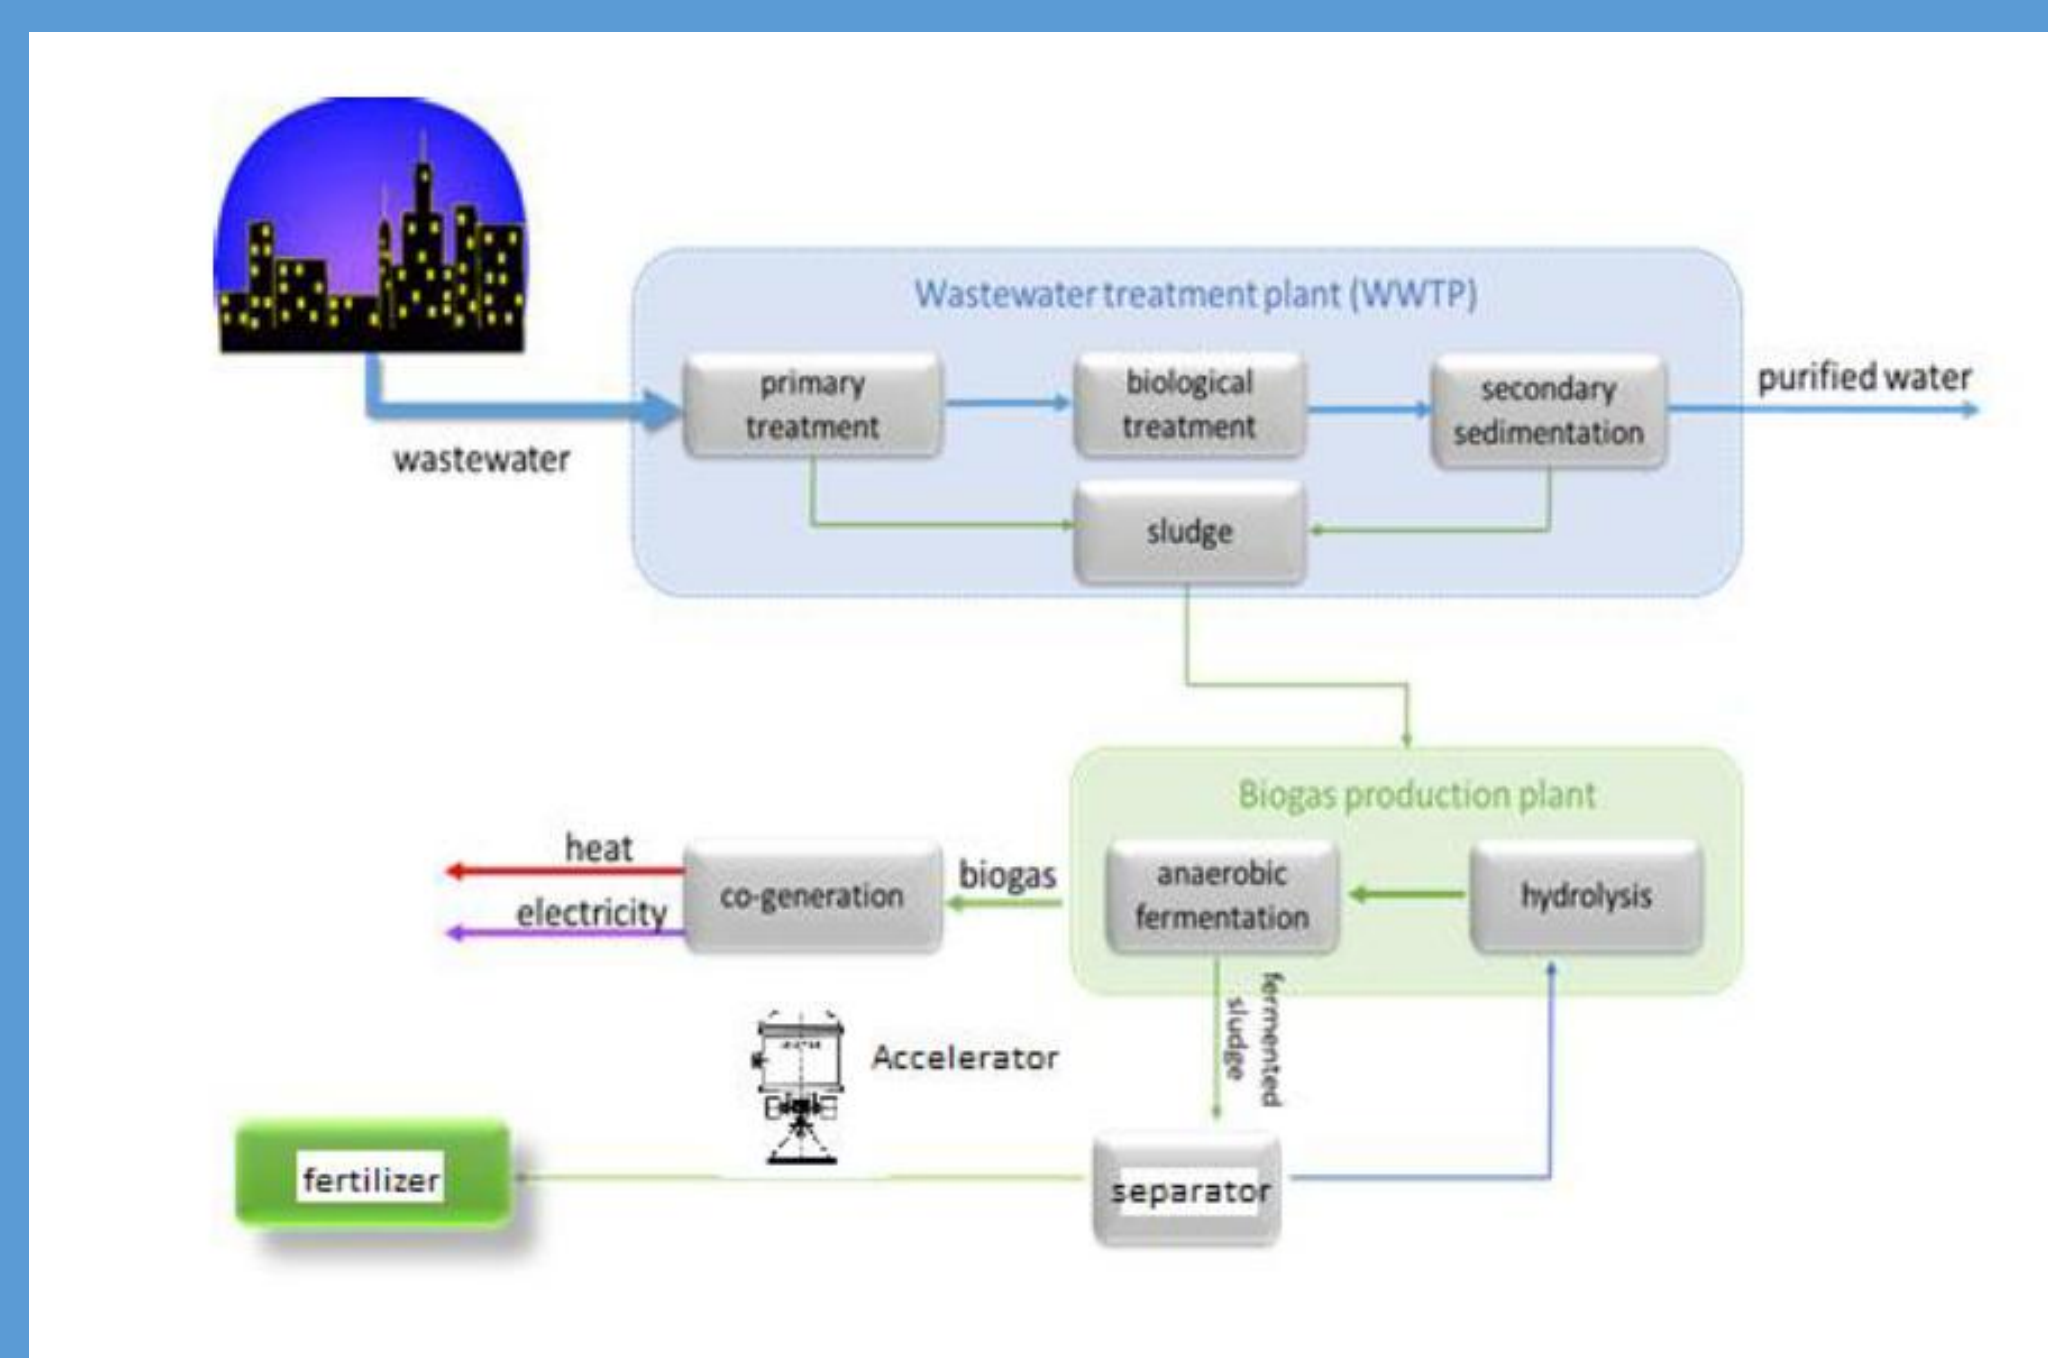 Wastewater treatment plant (WWTP)
primary
treatment
biological
treatment
secondary
sedimentation
purified water
wastewater
sludge
Biogas production plant
heat
electricity
co-generation
biogas
anaerobic
fermentation
hydrolysis
fermented
sludge
Accelerator
fertilizer
separator